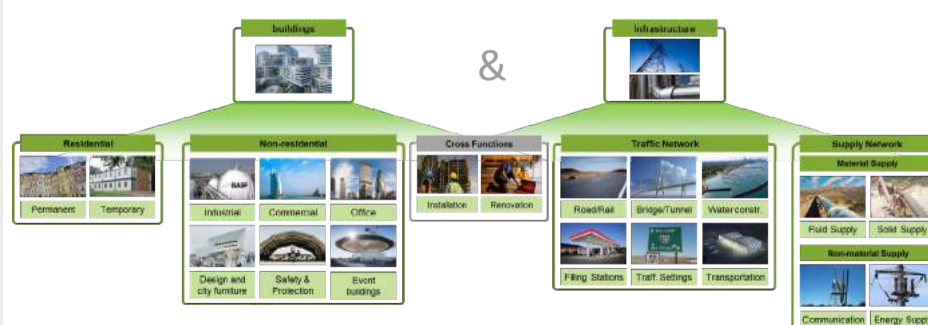 buildings
&
Infrastructure
Residential
Permanent
Temporary
Non-residential
BASF
Industrial
Commercial
Office
Design and
city furniture
Safety &
Protection
Event
buildings
Cross Functions
Installation
Renovation
Traffic Network
Road/Rail
Bridge/Tunnel
Water constr.
Filling Stations
Traff. Settings
Transportation
Supply Network
Material Supply
Fluid Supply
Solid Supply
Non-material Supply
Communication
Energy Supply